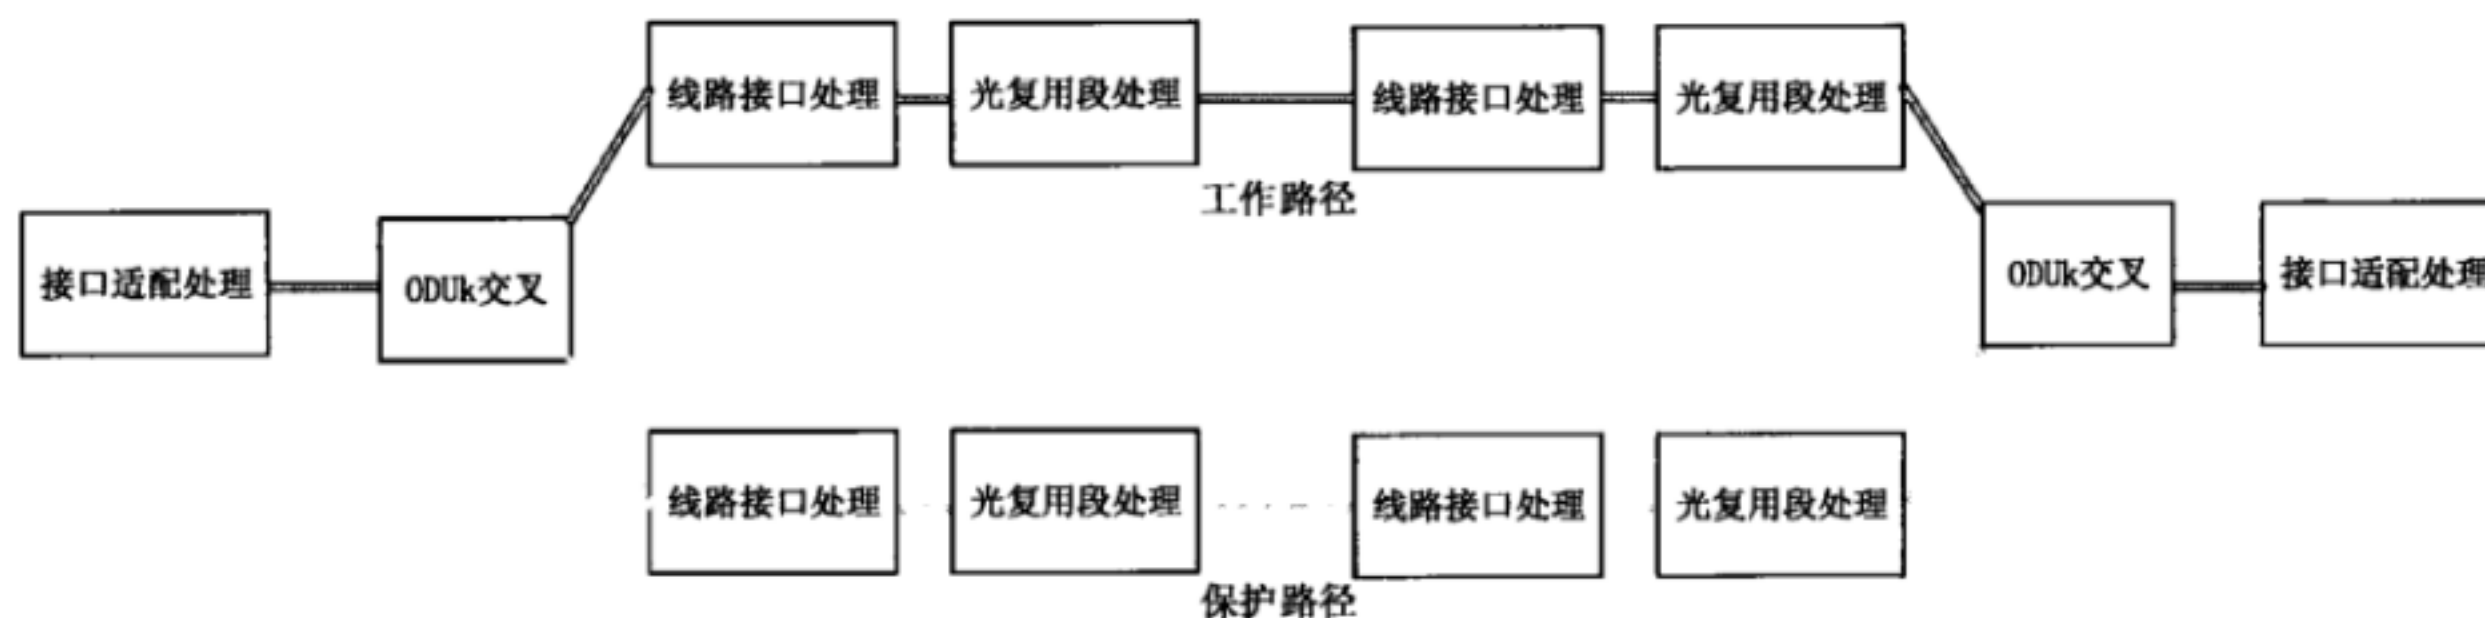 线路接口处理 光复用段处理 线路接口处理 光复用段处理
工作路径
接口适配处理 ODUk交叉 ODUk交叉 接口适配处理
线路接口处理 光复用段处理 线路接口处理 光复用段处理
保护路径